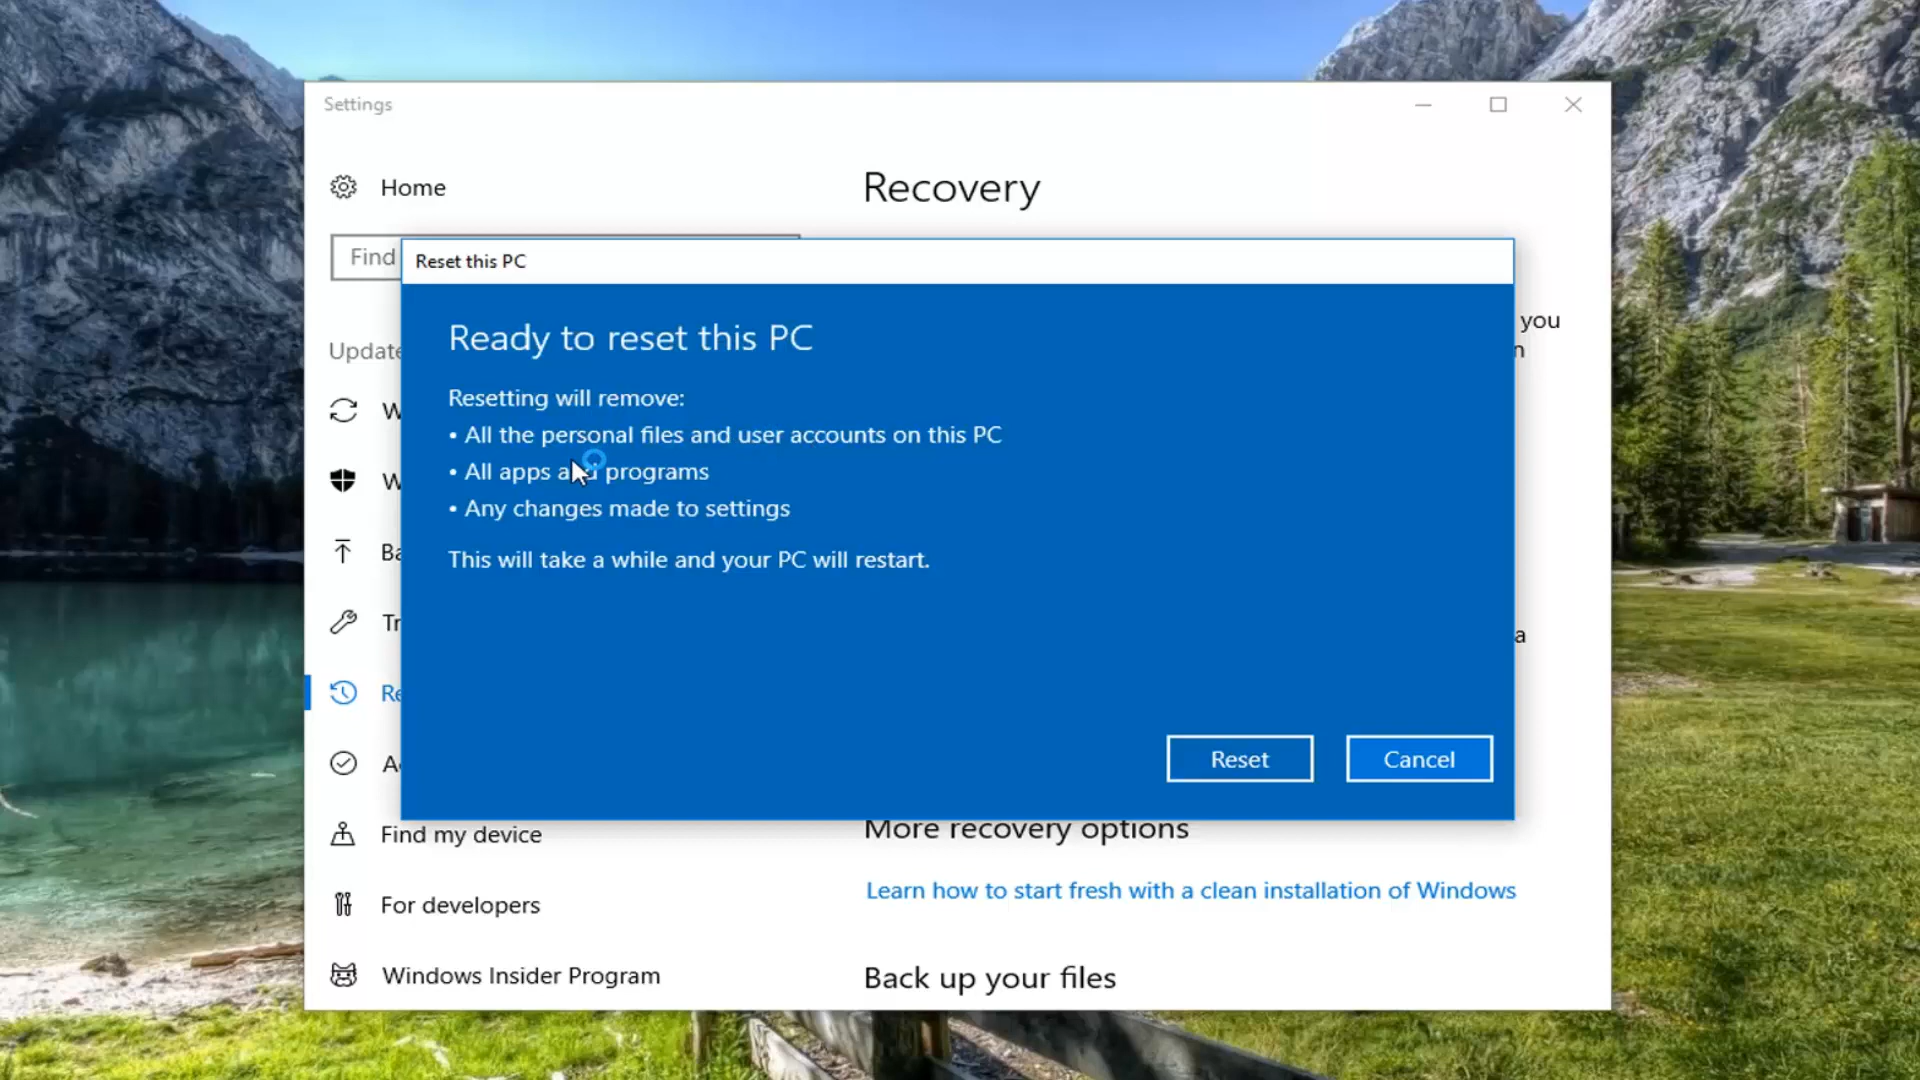 Settings
Home
Recovery
Find
Reset this PC
Ready to reset this PC
you
n
Update
Resetting will remove:
W
• All the personal files and user accounts on this PC
W
• All apps and programs
• Any changes made to settings
Ba
This will take a while and your PC will restart.
Tr
a
Re
A
Reset
Cancel
Find my device
More recovery options
For developers
Learn how to start fresh with a clean installation of Windows
Windows Insider Program
Back up your files